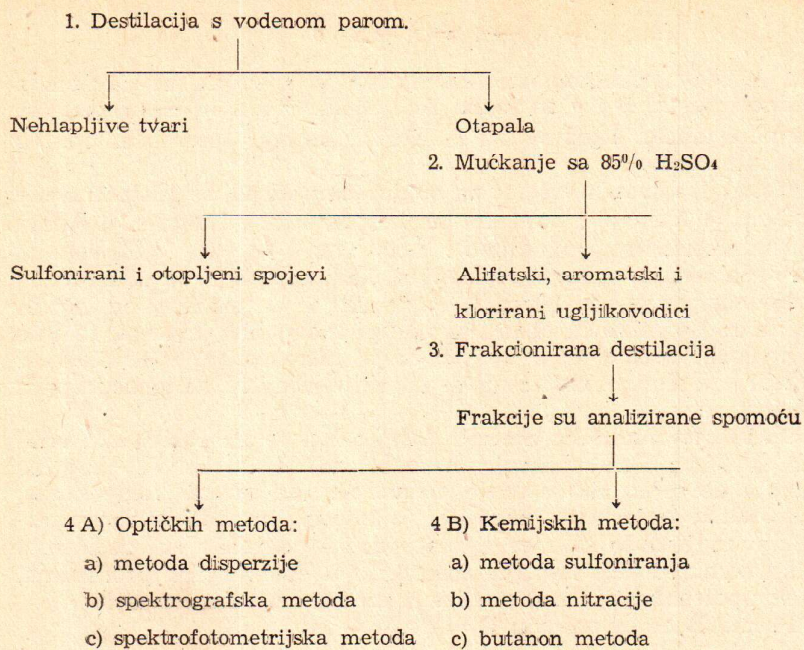 1. Destilacija s vodenom parom.
Nehlapljive tvari
Otapala
2. Mućkanje sa 85% H₂SO₄
Sulfonirani i otopljeni spojevi
Alifatski, aromatski i
klorirani ugljikovodici
3. Frakcionirana destilacija
Frakcije su analizirane spomoću
4 A) Optičkih metoda:
a) metoda disperzije
b) spektrografska metoda
c) spektrofotometrijska metoda
4 B) Kemijskih metoda:
a) metoda sulfoniranja
b) metoda nitracije
c) butanon metoda